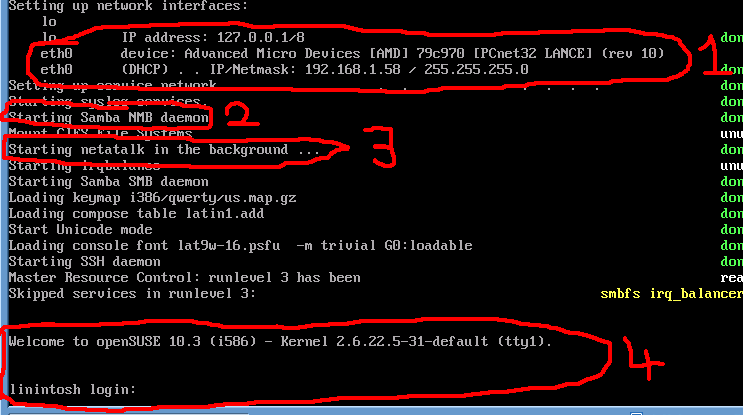 Setting up network interfaces:
lo
lo IP address: 127.0.0.1/8 don
eth0 device: Advanced Micro Devices [AMD] 79c970 [PCnet32 LANCE] (rev 10) 1
eth0 (DHCP) . . IP/Netmask: 192.168.1.58 / 255.255.255.0 don
Setting up service network . . . . . . . . . . don
Starting syslog services don
Starting Samba NMB daemon 2 don
Mount CIFS File Systems unu
Starting netatalk in the background ... 3 don
Starting irqbalance unu
Starting Samba SMB daemon don
Loading keymap i386/qwerty/us.map.gz don
Loading compose table latin1.add don
Start Unicode mode don
Loading console font lat9w-16.psfu -m trivial G0:loadable don
Starting SSH daemon don
Master Resource Control: runlevel 3 has been rea
Skipped services in runlevel 3: smbfs irq_balancer
Welcome to openSUSE 10.3 (i586) - Kernel 2.6.22.5-31-default (tty1).
4
linintosh login: